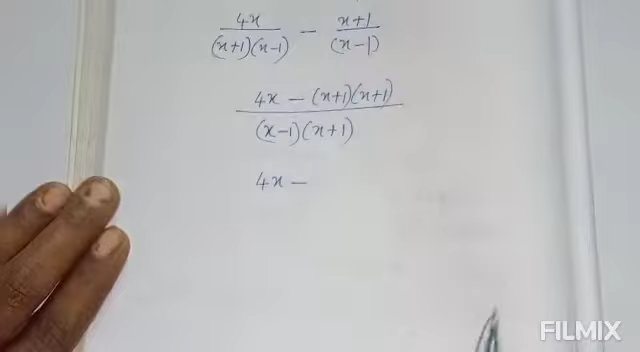 4x/(x+1)(x-1) - x+1/(x-1)
4x - (x+1)(x+1)/(x-1)(x+1)
4x -
FILMIX